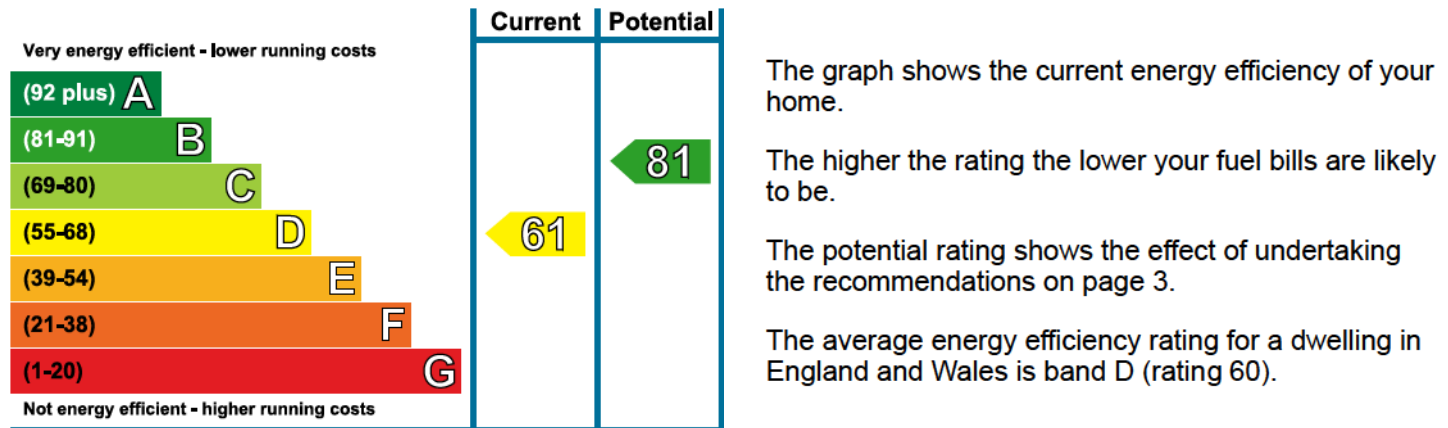 Current Potential
Very energy efficient - lower running costs
(92 plus) A
(81-91) B
81
(69-80) C
(55-68) D
61
(39-54) E
(21-38) F
(1-20) G
Not energy efficient - higher running costs
The graph shows the current energy efficiency of your
home.
The higher the rating the lower your fuel bills are likely
to be.
The potential rating shows the effect of undertaking
the recommendations on page 3.
The average energy efficiency rating for a dwelling in
England and Wales is band D (rating 60).